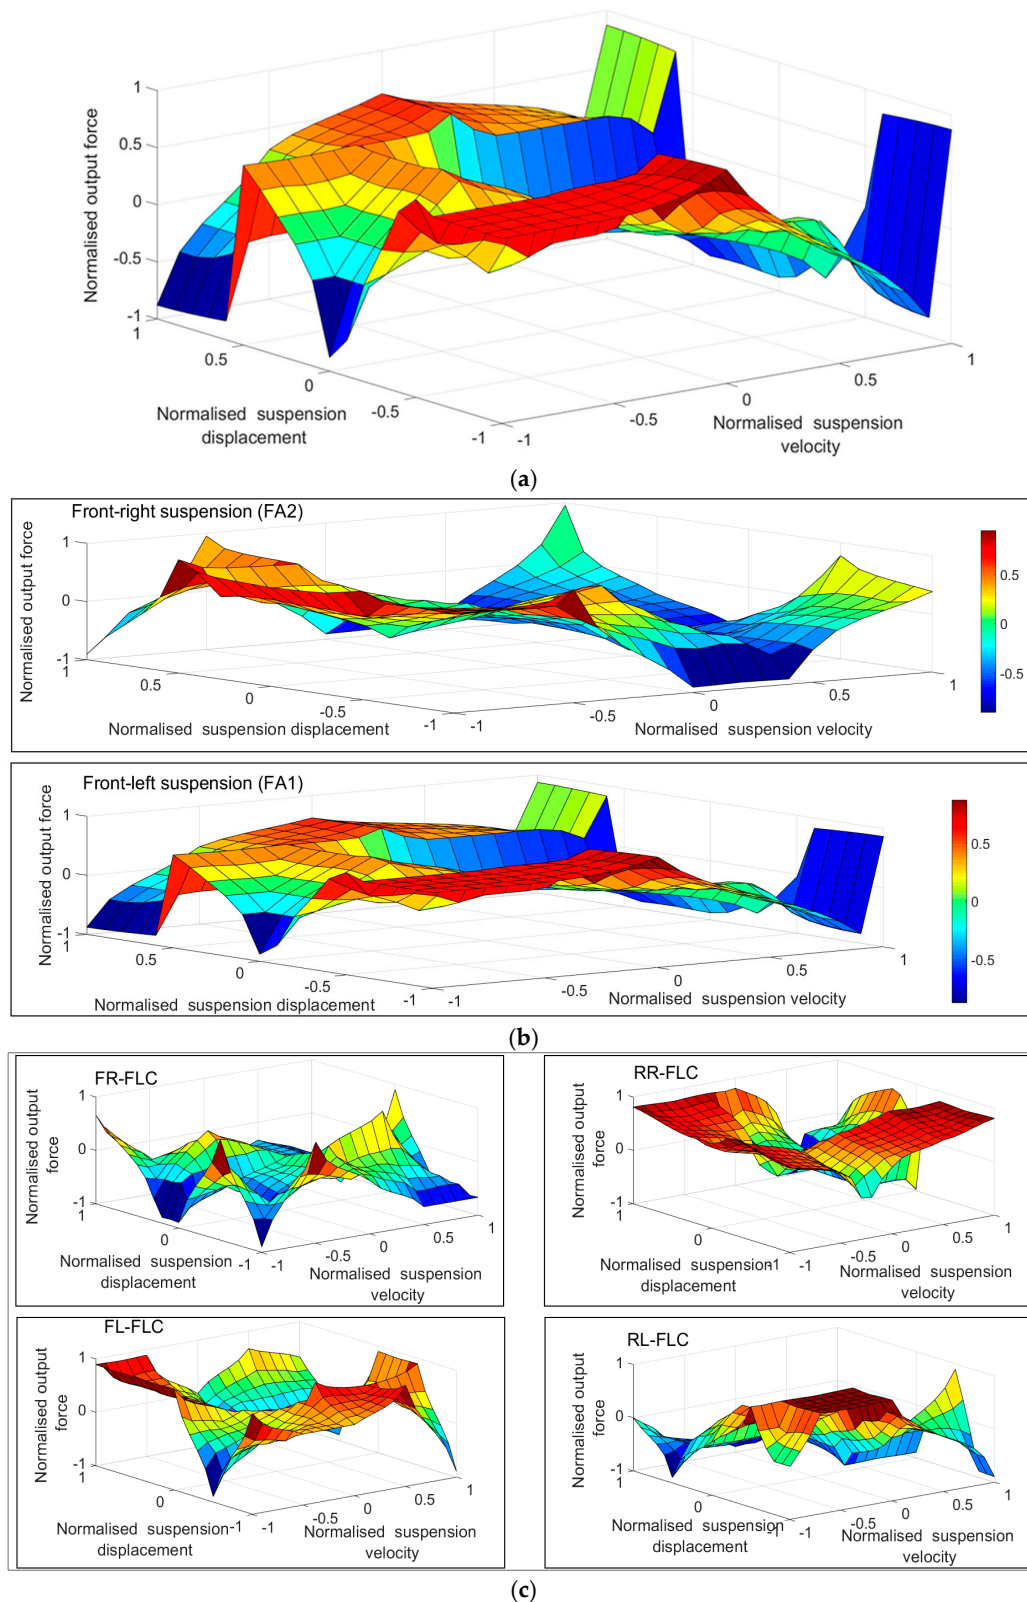 Normalised output force
1
0.5
0
-0.5
-1
1
0.5
0
-0.5
-1
-1
-0.5
0
0.5
1
Normalised suspension
displacement
Normalised suspension
velocity
(a)
Front-right suspension (FA2)
Normalised output force
1
0
-1
1
0.5
0
-0.5
-1
-1
-0.5
0
0.5
1
Normalised suspension displacement
Normalised suspension velocity
0.5
0
-0.5
Front-left suspension (FA1)
Normalised output force
1
0
-1
1
0.5
0
-0.5
-1
-1
-0.5
0
0.5
1
Normalised suspension displacement
Normalised suspension velocity
0.5
0
-0.5
(b)
FR-FLC
Normalised output
force
1
0
-1
1
0
-1
-1
-0.5
0
0.5
1
Normalised suspension
displacement
Normalised suspension
velocity
RR-FLC
Normalised output
force
1
0
-1
1
0
-1
-1
-0.5
0
0.5
1
Normalised suspension
displacement
Normalised suspension
velocity
FL-FLC
Normalised output
force
1
0
-1
1
0
-1
-1
-0.5
0
0.5
1
Normalised suspension
displacement
Normalised suspension
velocity
RL-FLC
Normalised output
force
1
0
-1
1
0
-1
-1
-0.5
0
0.5
1
Normalised suspension
displacement
Normalised suspension
velocity
(c)